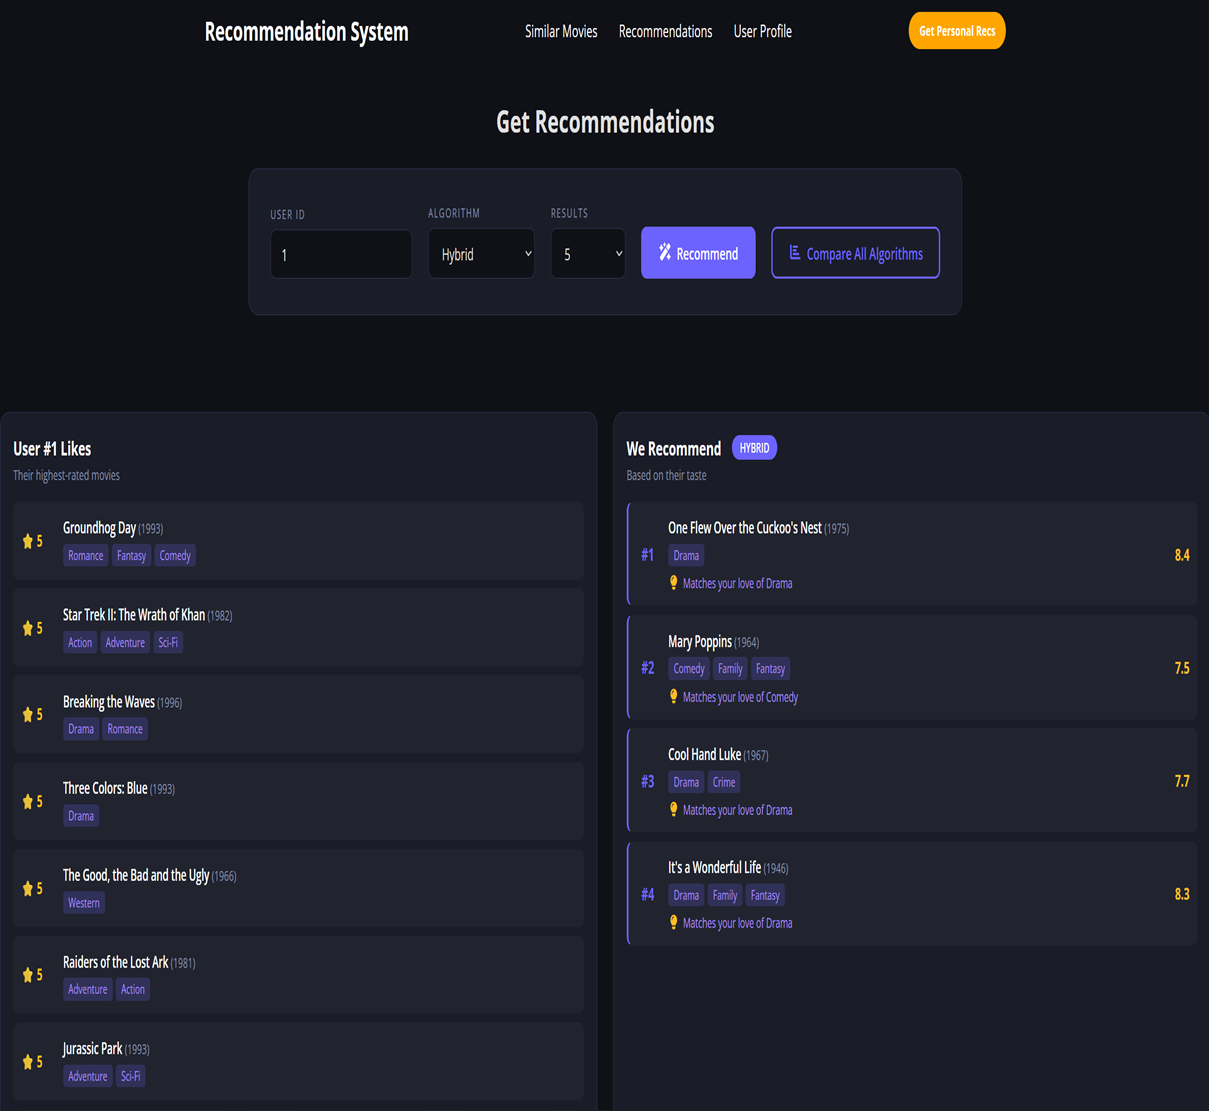 Recommendation System
Similar Movies
Recommendations
User Profile
Get Personal Recs
Get Recommendations
USER ID
ALGORITHM
RESULTS
1
Hybrid
5
Recommend
Compare All Algorithms
User #1 Likes
Their highest-rated movies
5
Groundhog Day (1993)
Romance Fantasy Comedy
5
Star Trek II: The Wrath of Khan (1982)
Action Adventure Sci-Fi
5
Breaking the Waves (1996)
Drama Romance
5
Three Colors: Blue (1993)
Drama
5
The Good, the Bad and the Ugly (1966)
Western
5
Raiders of the Lost Ark (1981)
Adventure Action
5
Jurassic Park (1993)
Adventure Sci-Fi
We Recommend HYBRID
Based on their taste
#1
One Flew Over the Cuckoo's Nest (1975)
Drama
Matches your love of Drama
8.4
#2
Mary Poppins (1964)
Comedy Family Fantasy
Matches your love of Comedy
7.5
#3
Cool Hand Luke (1967)
Drama Crime
Matches your love of Drama
7.7
#4
It's a Wonderful Life (1946)
Drama Family Fantasy
Matches your love of Drama
8.3